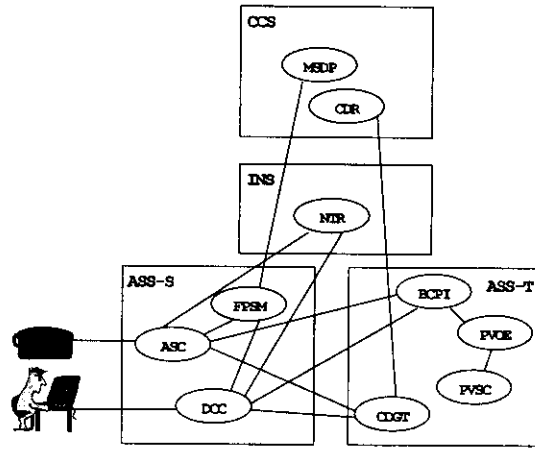 CCS
MSDP
CDR
INS
NTR
ASS-S
FPSM
ASC
DCC
ASS-T
BCPI
PVOE
PVSC
CDGT